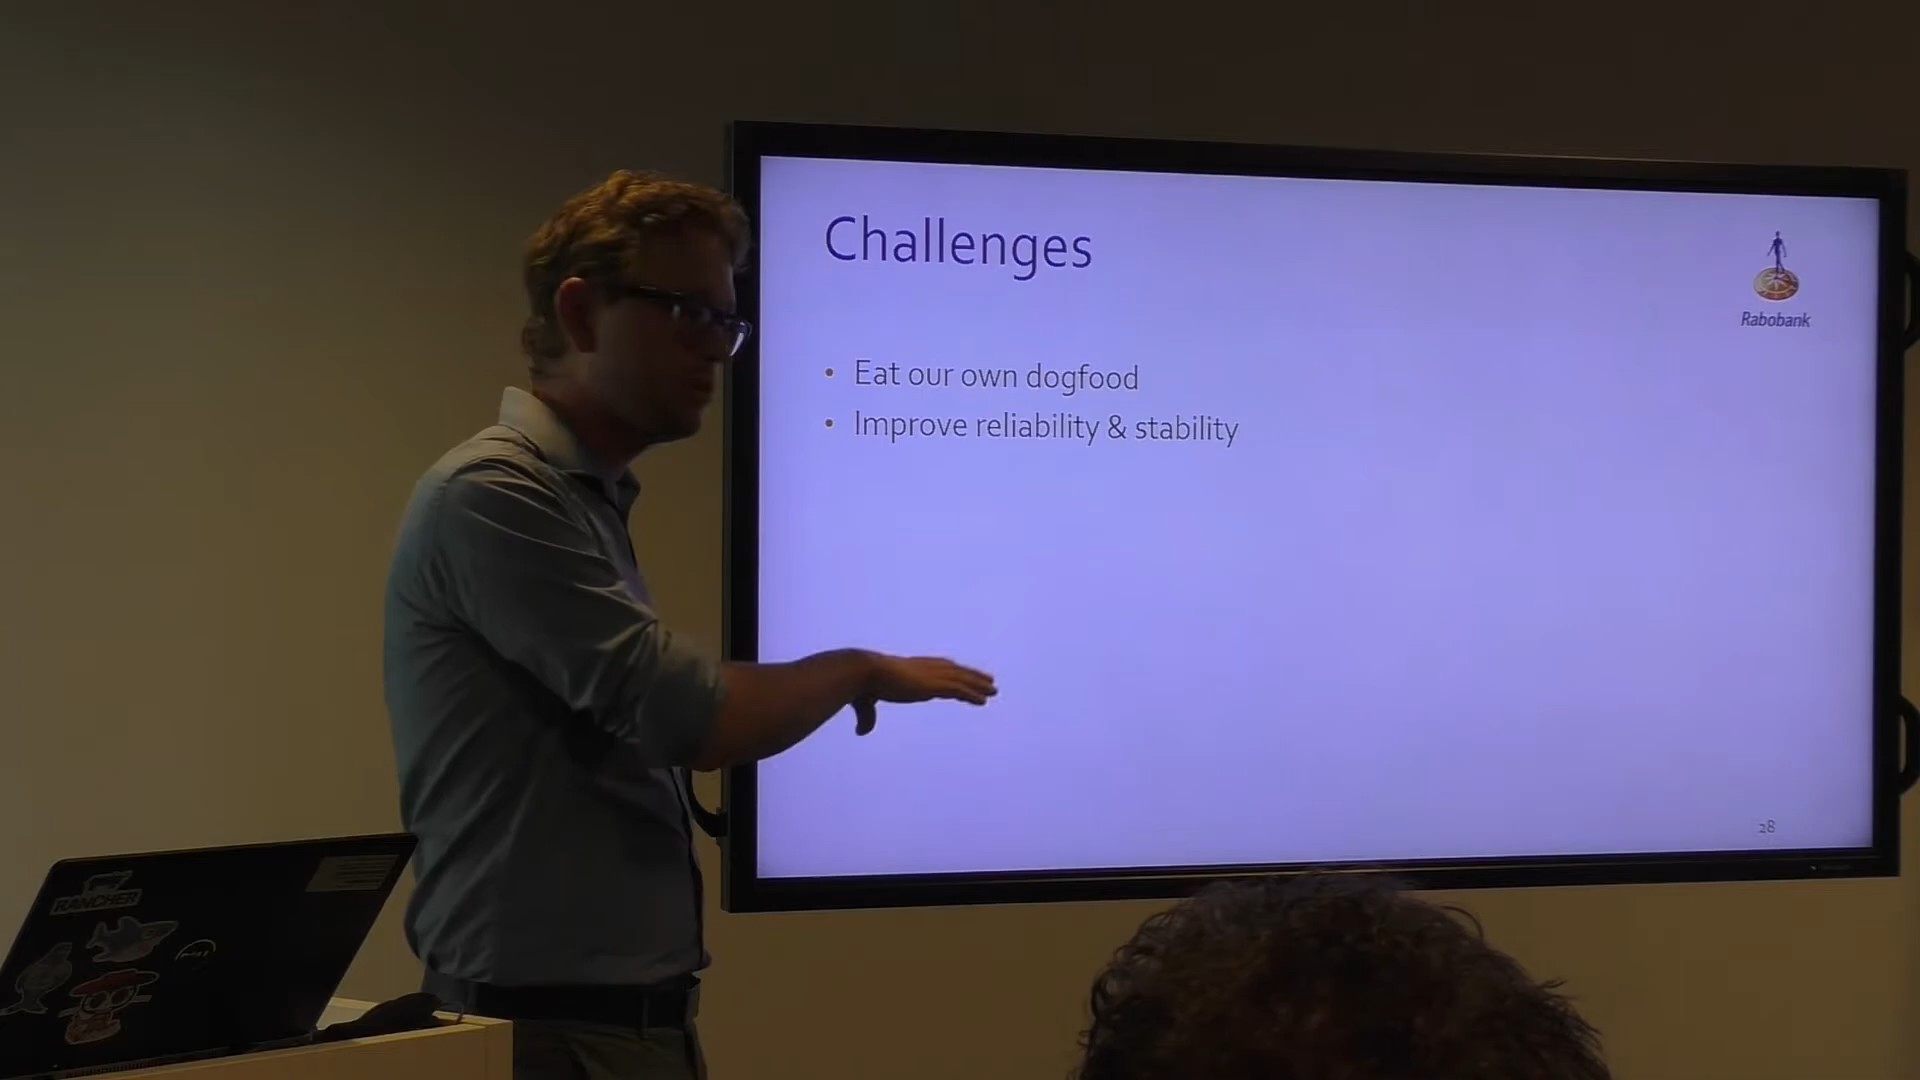 Challenges
Rabobank
• Eat our own dogfood
• Improve reliability & stability
28
RANCHER